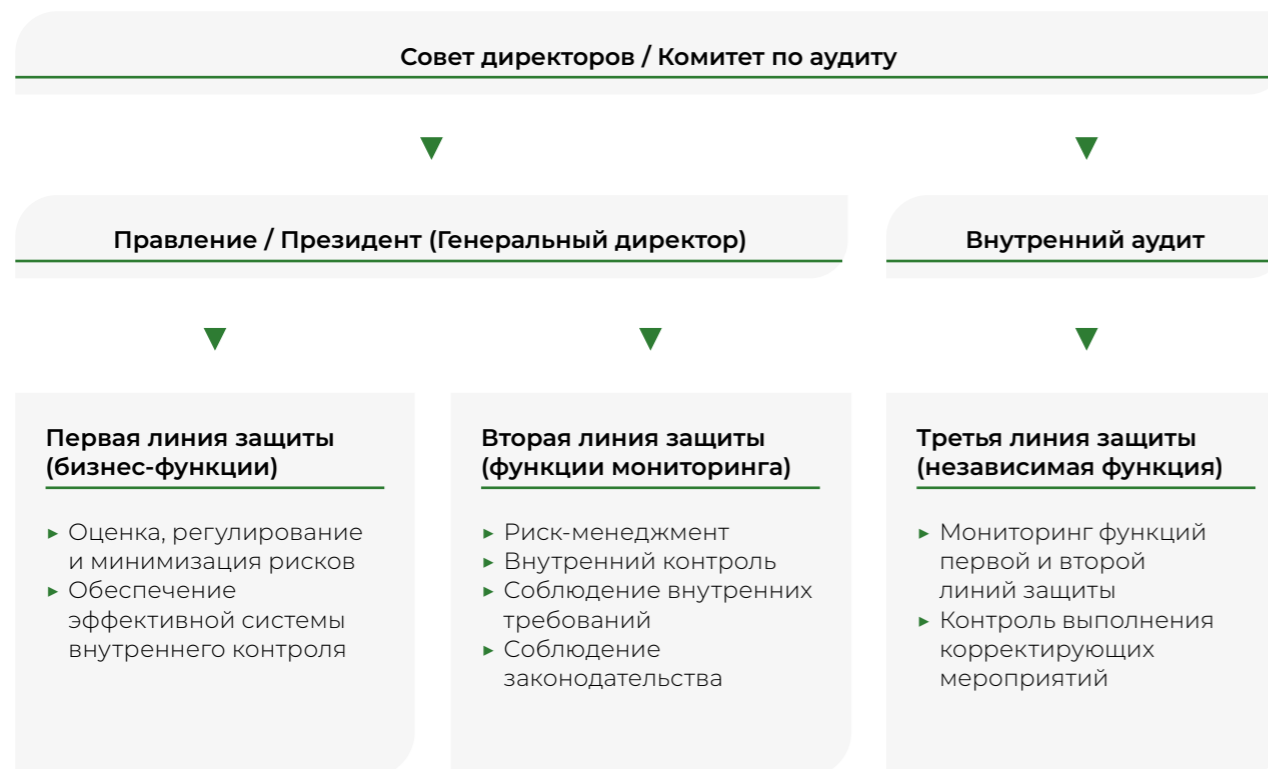 Совет директоров / Комитет по аудиту
Правление / Президент (Генеральный директор)
Внутренний аудит
Первая линия защиты
(бизнес-функции)
▸ Оценка, регулирование
и минимизация рисков
▸ Обеспечение
эффективной системы
внутреннего контроля
Вторая линия защиты
(функции мониторинга)
▸ Риск-менеджмент
▸ Внутренний контроль
▸ Соблюдение внутренних
требований
▸ Соблюдение
законодательства
Третья линия защиты
(независимая функция)
▸ Мониторинг функций
первой и второй
линий защиты
▸ Контроль выполнения
корректирующих
мероприятий